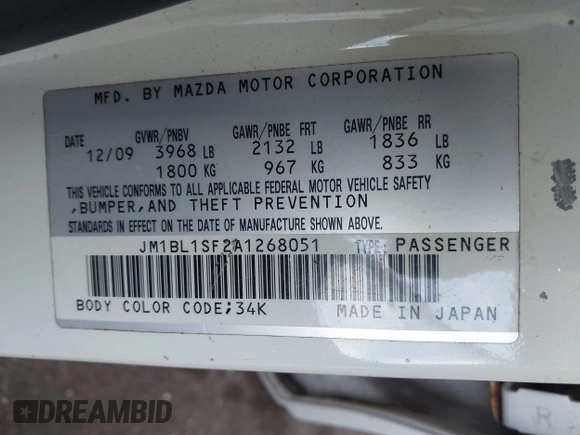 MFD. BY MAZDA MOTOR CORPORATION
DATE GVWR/PNBV GAWR/PNBE FRT GAWR/PNBE RR
12/09 3968 LB 2132 LB 1836 LB
1800 KG 967 KG 833 KG
THIS VEHICLE CONFORMS TO ALL APPLICABLE FEDERAL MOTOR VEHICLE SAFETY
,BUMPER,AND THEFT PREVENTION
STANDARDS IN EFFECT ON THE DATE OF MANUFACTURE SHOWN ABOVE.
JM1BL1SF2A1268051 TYPE: PASSENGER
BODY COLOR CODE;34K MADE IN JAPAN
R
DREAMBID